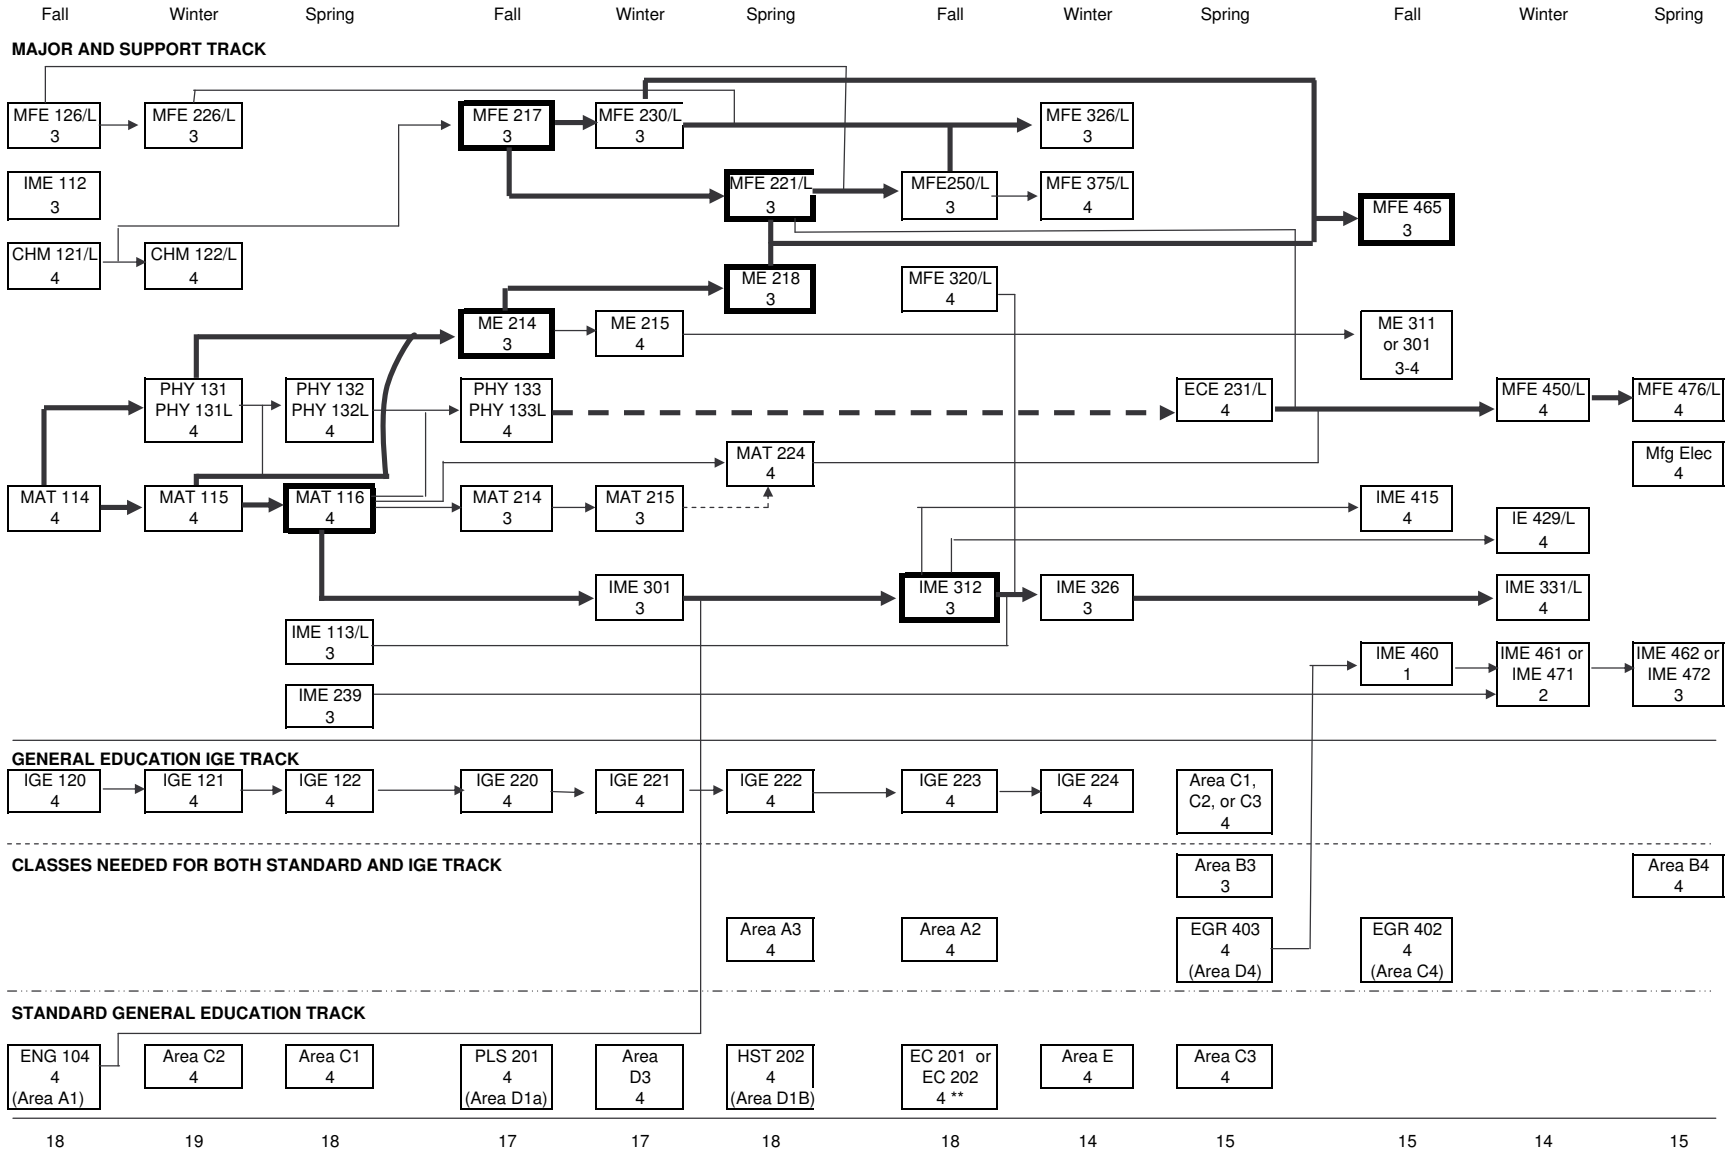 Fall Winter Spring Fall Winter Spring Fall Winter Spring Fall Winter Spring
MAJOR AND SUPPORT TRACK
MFE 126/L
3
MFE 226/L
3
MFE 217
3
MFE 230/L
3
MFE 326/L
3
IME 112
3
MFE 221/L
3
MFE250/L
3
MFE 375/L
4
MFE 465
3
CHM 121/L
4
CHM 122/L
4
ME 218
3
MFE 320/L
4
ME 214
3
ME 215
4
ME 311
or 301
3-4
PHY 131
PHY 131L
4
PHY 132
PHY 132L
4
PHY 133
PHY 133L
4
ECE 231/L
4
MFE 450/L
4
MFE 476/L
4
MAT 224
4
Mfg Elec
4
MAT 114
4
MAT 115
4
MAT 116
4
MAT 214
3
MAT 215
3
IME 415
4
IE 429/L
4
IME 301
3
IME 312
3
IME 326
3
IME 331/L
4
IME 113/L
3
IME 460
1
IME 461 or
IME 471
2
IME 462 or
IME 472
3
IME 239
3
GENERAL EDUCATION IGE TRACK
IGE 120
4
IGE 121
4
IGE 122
4
IGE 220
4
IGE 221
4
IGE 222
4
IGE 223
4
IGE 224
4
Area C1,
C2, or C3
4
CLASSES NEEDED FOR BOTH STANDARD AND IGE TRACK
Area B3
3
Area B4
4
Area A3
4
Area A2
4
EGR 403
4
(Area D4)
EGR 402
4
(Area C4)
STANDARD GENERAL EDUCATION TRACK
ENG 104
4
(Area A1)
Area C2
4
Area C1
4
PLS 201
4
(Area D1a)
Area
D3
4
HST 202
4
(Area D1B)
EC 201 or
EC 202
4 **
Area E
4
Area C3
4
18 19 18 17 17 18 18 14 15 15 14 15